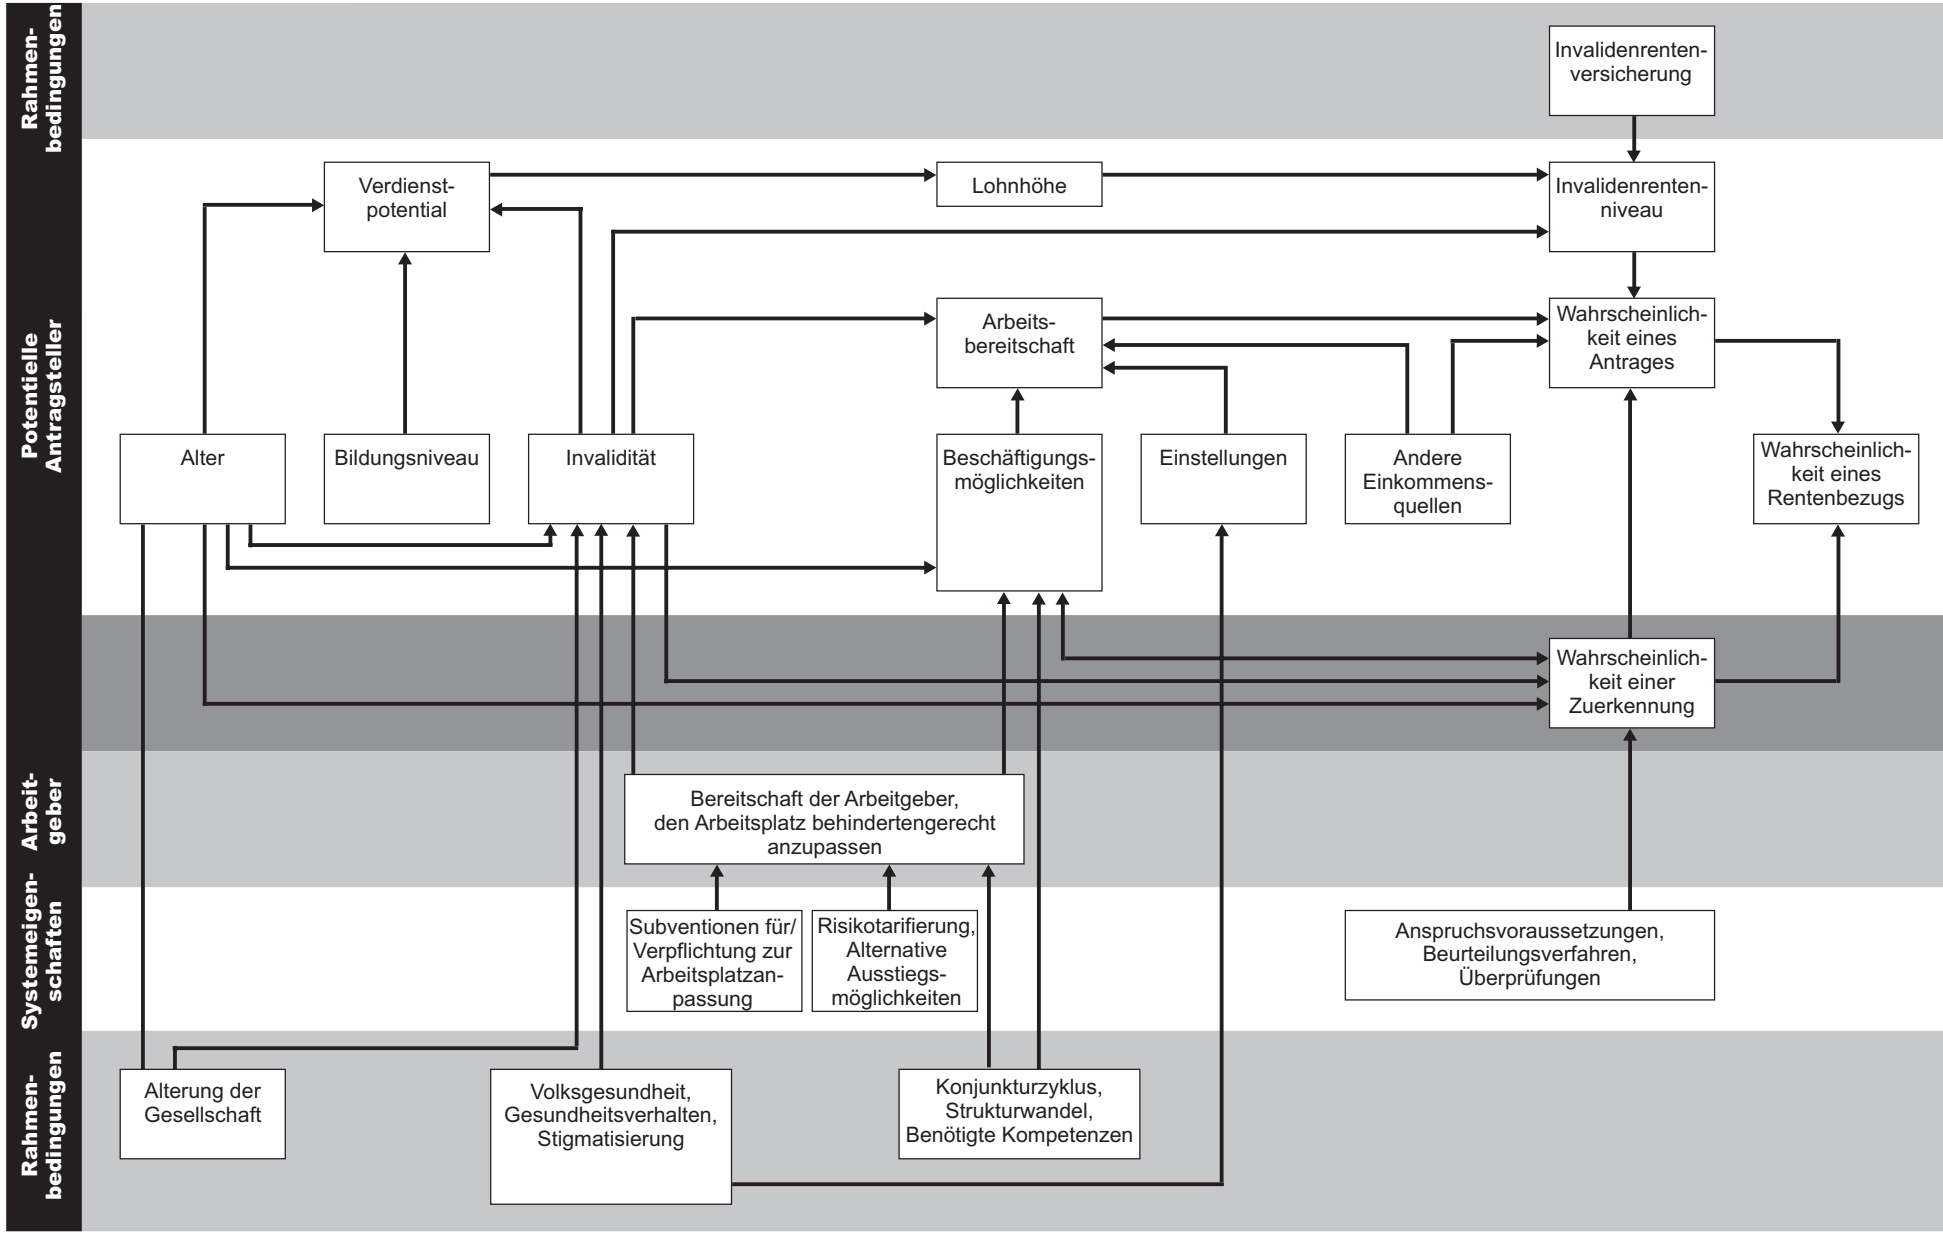 Rahmen-
bedingungen
Invalidenrenten-
versicherung
Potentielle
Antragsteller
Verdienst-
potential
Lohnhöhe
Invalidenrenten-
niveau
Arbeits-
bereitschaft
Wahrscheinlich-
keit eines
Antrages
Alter
Bildungsniveau
Invalidität
Beschäftigungs-
möglichkeiten
Einstellungen
Andere
Einkommens-
quellen
Wahrscheinlich-
keit eines
Rentenbezugs
Wahrscheinlich-
keit einer
Zuerkennung
Arbeit-
geber
Bereitschaft der Arbeitgeber,
den Arbeitsplatz behindertengerecht
anzupassen
Systemeigen-
schaften
Subventionen für/
Verpflichtung zur
Arbeitsplatzan-
passung
Risikotarifierung,
Alternative
Ausstiegs-
möglichkeiten
Anspruchsvoraussetzungen,
Beurteilungsverfahren,
Überprüfungen
Rahmen-
bedingungen
Alterung der
Gesellschaft
Volksgesundheit,
Gesundheitsverhalten,
Stigmatisierung
Konjunkturzyklus,
Strukturwandel,
Benötigte Kompetenzen